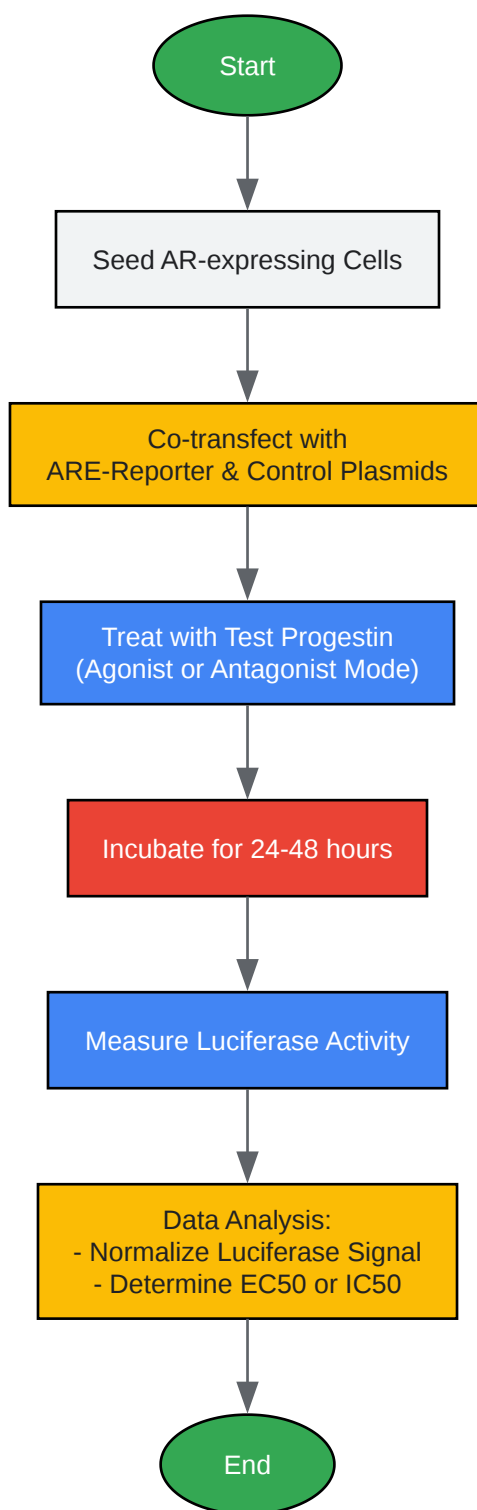 Start
Seed AR-expressing Cells
Co-transfect with
ARE-Reporter & Control Plasmids
Treat with Test Progestin
(Agonist or Antagonist Mode)
Incubate for 24-48 hours
Measure Luciferase Activity
Data Analysis:
- Normalize Luciferase Signal
- Determine EC50 or IC50
End